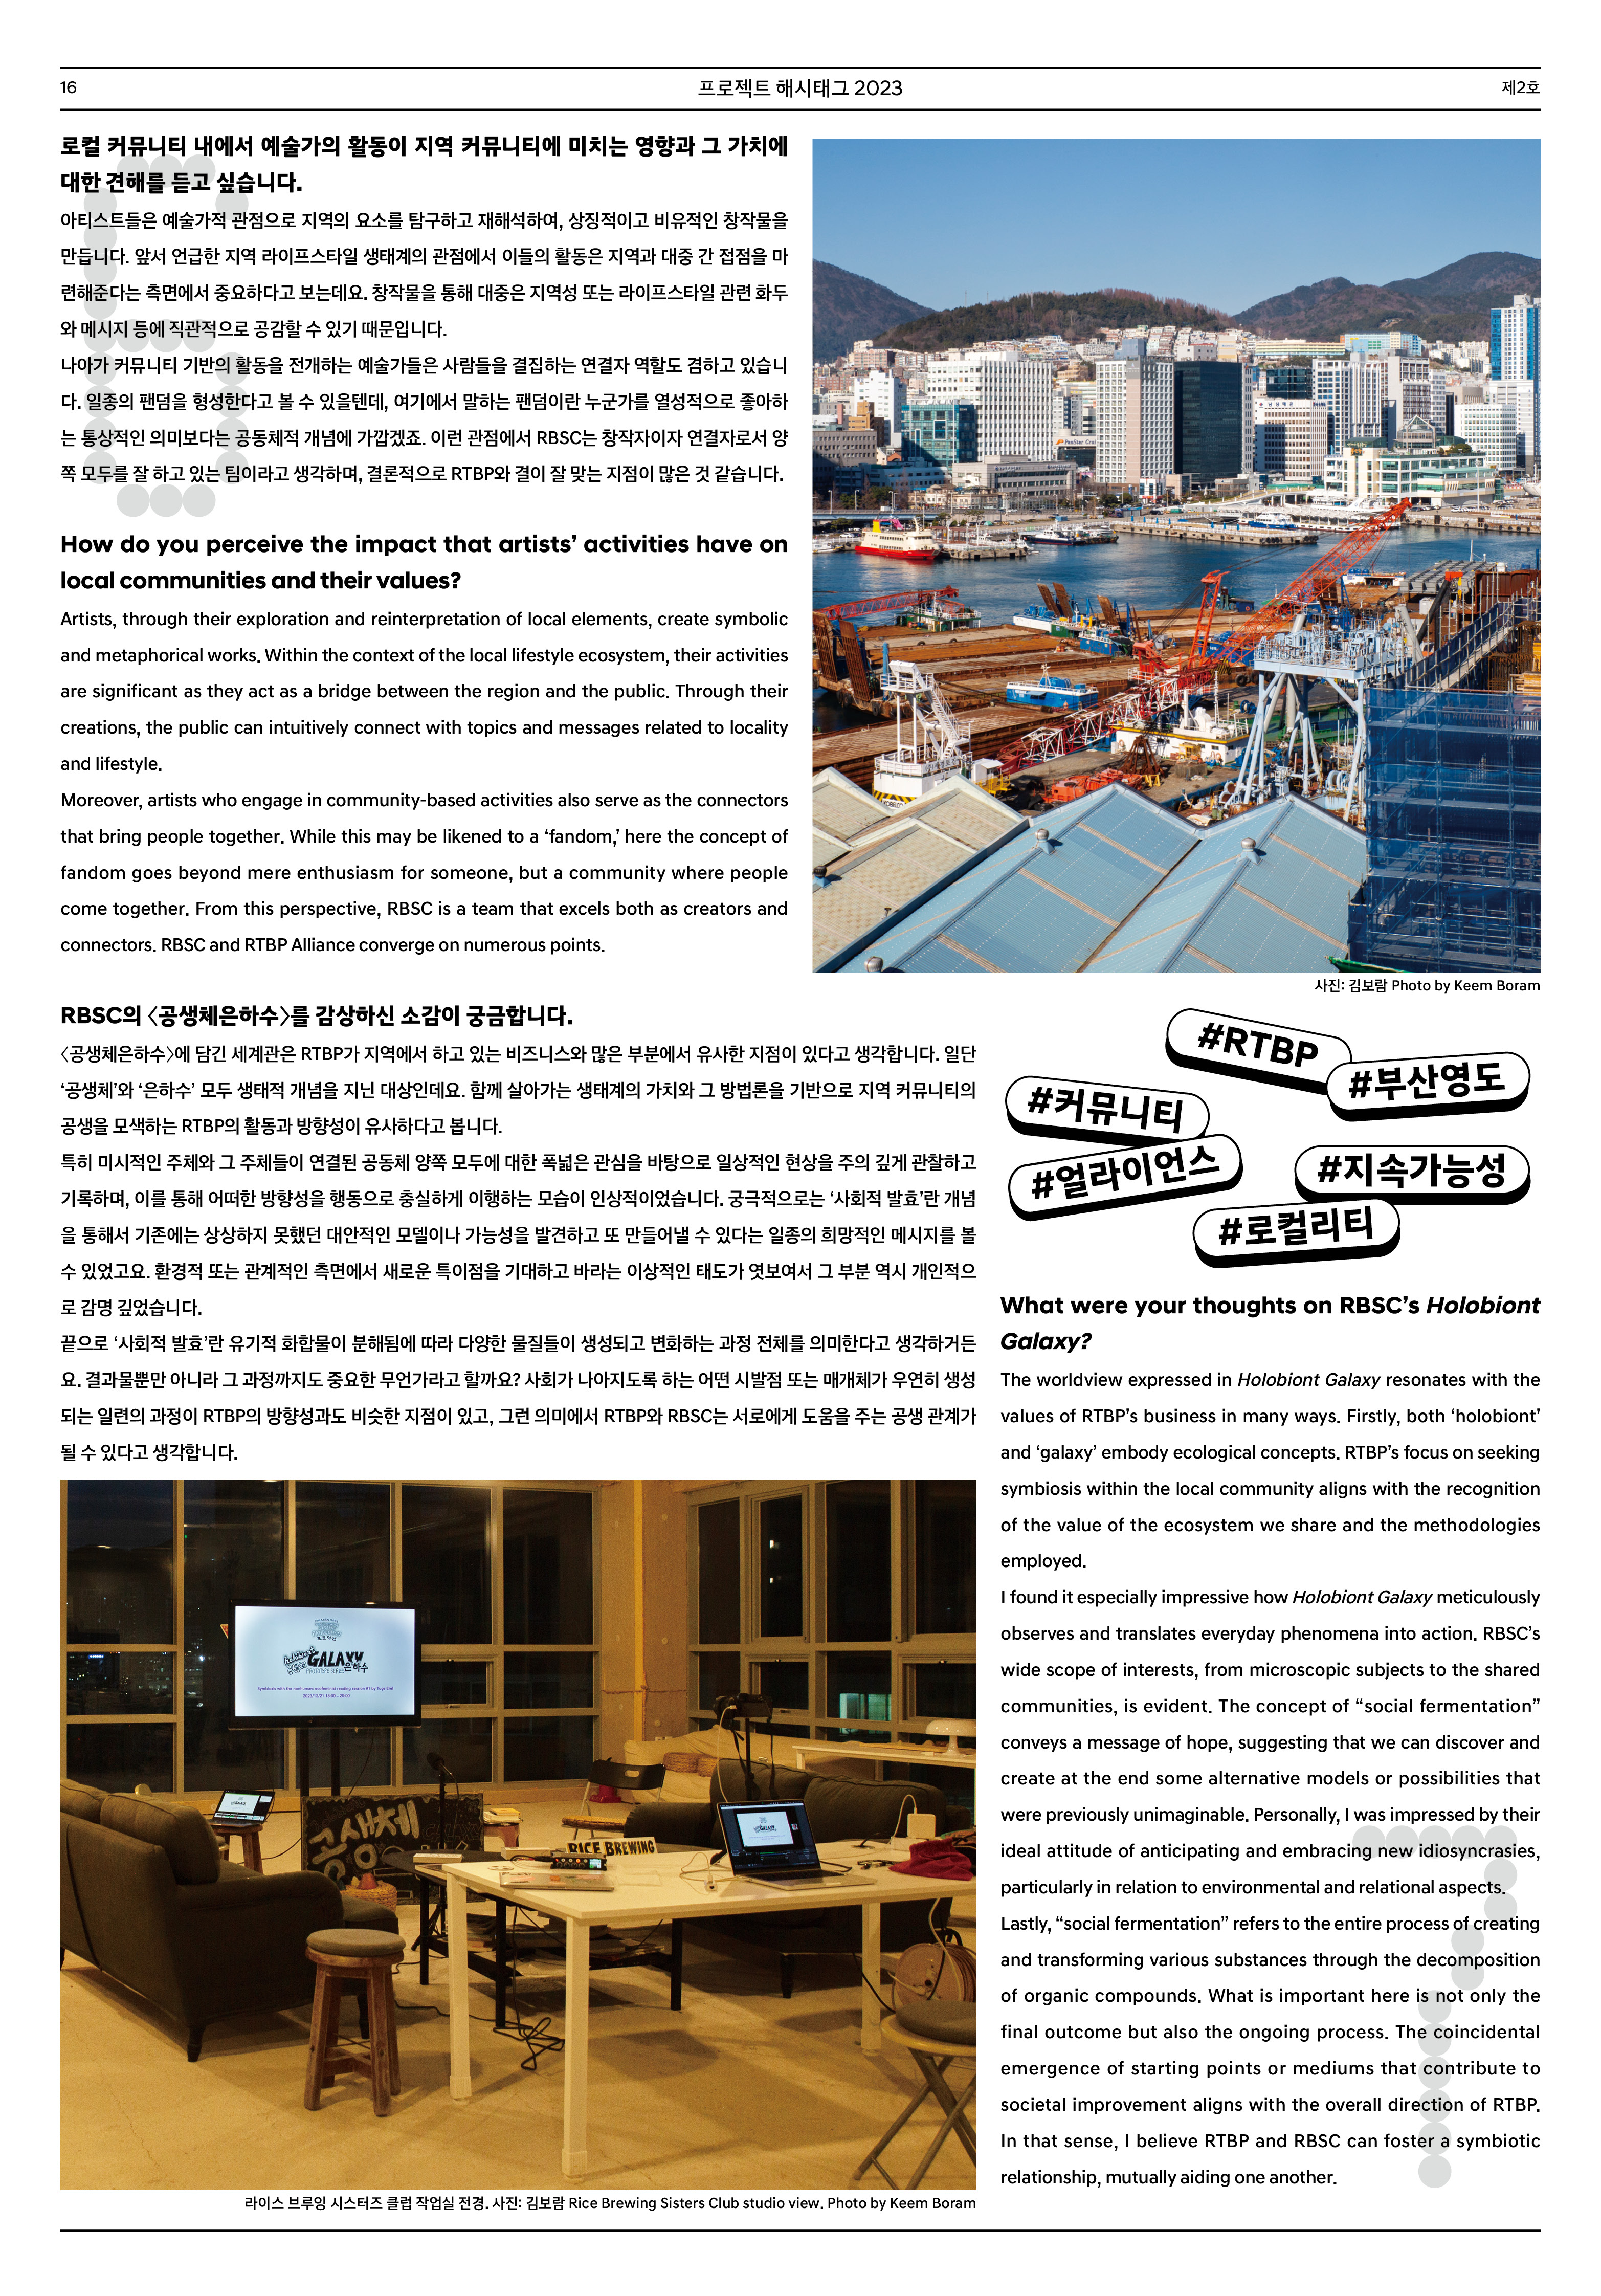 16
프로젝트 해시태그 2023
제2호
로컬 커뮤니티 내에서 예술가의 활동이 지역 커뮤니티에 미치는 영향과 그 가치에
대한 견해를 듣고 싶습니다.
아티스트들은 예술가적 관점으로 지역의 요소를 탐구하고 재해석하여, 상징적이고 비유적인 창작물을
만듭니다. 앞서 언급한 지역 라이프스타일 생태계의 관점에서 이들의 활동은 지역과 대중 간 접점을 마
련해준다는 측면에서 중요하다고 보는데요. 창작물을 통해 대중은 지역성 또는 라이프스타일 관련 화두
와 메시지 등에 직관적으로 공감할 수 있기 때문입니다.
나아가 커뮤니티 기반의 활동을 전개하는 예술가들은 사람들을 결집하는 연결자 역할도 겸하고 있습니
다. 일종의 팬덤을 형성한다고 볼 수 있을텐데, 여기에서 말하는 팬덤이란 누군가를 열성적으로 좋아하
는 통상적인 의미보다는 공동체적 개념에 가깝겠죠. 이런 관점에서 RBSC는 창작자이자 연결자로서 양
쪽 모두를 잘 하고 있는 팀이라고 생각하며, 결론적으로 RTBP와 결이 잘 맞는 지점이 많은 것 같습니다.
How do you perceive the impact that artists’ activities have on
local communities and their values?
Artists, through their exploration and reinterpretation of local elements, create symbolic
and metaphorical works. Within the context of the local lifestyle ecosystem, their activities
are significant as they act as a bridge between the region and the public. Through their
creations, the public can intuitively connect with topics and messages related to locality
and lifestyle.
Moreover, artists who engage in community-based activities also serve as the connectors
that bring people together. While this may be likened to a ‘fandom,’ here the concept of
fandom goes beyond mere enthusiasm for someone, but a community where people
come together. From this perspective, RBSC is a team that excels both as creators and
connectors. RBSC and RTBP Alliance converge on numerous points.
사진: 김보람 Photo by Keem Boram
RBSC의 〈공생체은하수〉를 감상하신 소감이 궁금합니다.
〈공생체은하수〉에 담긴 세계관은 RTBP가 지역에서 하고 있는 비즈니스와 많은 부분에서 유사한 지점이 있다고 생각합니다. 일단
‘공생체’와 ‘은하수’ 모두 생태적 개념을 지닌 대상인데요. 함께 살아가는 생태계의 가치와 그 방법론을 기반으로 지역 커뮤니티의
공생을 모색하는 RTBP의 활동과 방향성이 유사하다고 봅니다.
특히 미시적인 주체와 그 주체들이 연결된 공동체 양쪽 모두에 대한 폭넓은 관심을 바탕으로 일상적인 현상을 주의 깊게 관찰하고
기록하며, 이를 통해 어떠한 방향성을 행동으로 충실하게 이행하는 모습이 인상적이었습니다. 궁극적으로는 ‘사회적 발효’란 개념
을 통해서 기존에는 상상하지 못했던 대안적인 모델이나 가능성을 발견하고 또 만들어낼 수 있다는 일종의 희망적인 메시지를 볼
수 있었고요. 환경적 또는 관계적인 측면에서 새로운 특이점을 기대하고 바라는 이상적인 태도가 엿보여서 그 부분 역시 개인적으
로 감명 깊었습니다.
끝으로 ‘사회적 발효’란 유기적 화합물이 분해됨에 따라 다양한 물질들이 생성되고 변화하는 과정 전체를 의미한다고 생각하거든
요. 결과물뿐만 아니라 그 과정까지도 중요한 무언가라고 할까요? 사회가 나아지도록 하는 어떤 시발점 또는 매개체가 우연히 생성
되는 일련의 과정이 RTBP의 방향성과도 비슷한 지점이 있고, 그런 의미에서 RTBP와 RBSC는 서로에게 도움을 주는 공생 관계가
될 수 있다고 생각합니다.
GALAXY
은하수
공생체
RICE BREWING
라이스 브루잉 시스터즈 클럽 작업실 전경. 사진: 김보람 Rice Brewing Sisters Club studio view. Photo by Keem Boram
#RTBP
#부산영도
#커뮤니티
#얼라이언스
#지속가능성
#로컬리티
What were your thoughts on RBSC’s Holobiont
Galaxy?
The worldview expressed in Holobiont Galaxy resonates with the
values of RTBP’s business in many ways. Firstly, both ‘holobiont’
and ‘galaxy’ embody ecological concepts. RTBP’s focus on seeking
symbiosis within the local community aligns with the recognition
of the value of the ecosystem we share and the methodologies
employed.
I found it especially impressive how Holobiont Galaxy meticulously
observes and translates everyday phenomena into action. RBSC’s
wide scope of interests, from microscopic subjects to the shared
communities, is evident. The concept of “social fermentation”
conveys a message of hope, suggesting that we can discover and
create at the end some alternative models or possibilities that
were previously unimaginable. Personally, I was impressed by their
ideal attitude of anticipating and embracing new idiosyncrasies,
particularly in relation to environmental and relational aspects.
Lastly, “social fermentation” refers to the entire process of creating
and transforming various substances through the decomposition
of organic compounds. What is important here is not only the
final outcome but also the ongoing process. The coincidental
emergence of starting points or mediums that contribute to
societal improvement aligns with the overall direction of RTBP.
In that sense, I believe RTBP and RBSC can foster a symbiotic
relationship, mutually aiding one another.